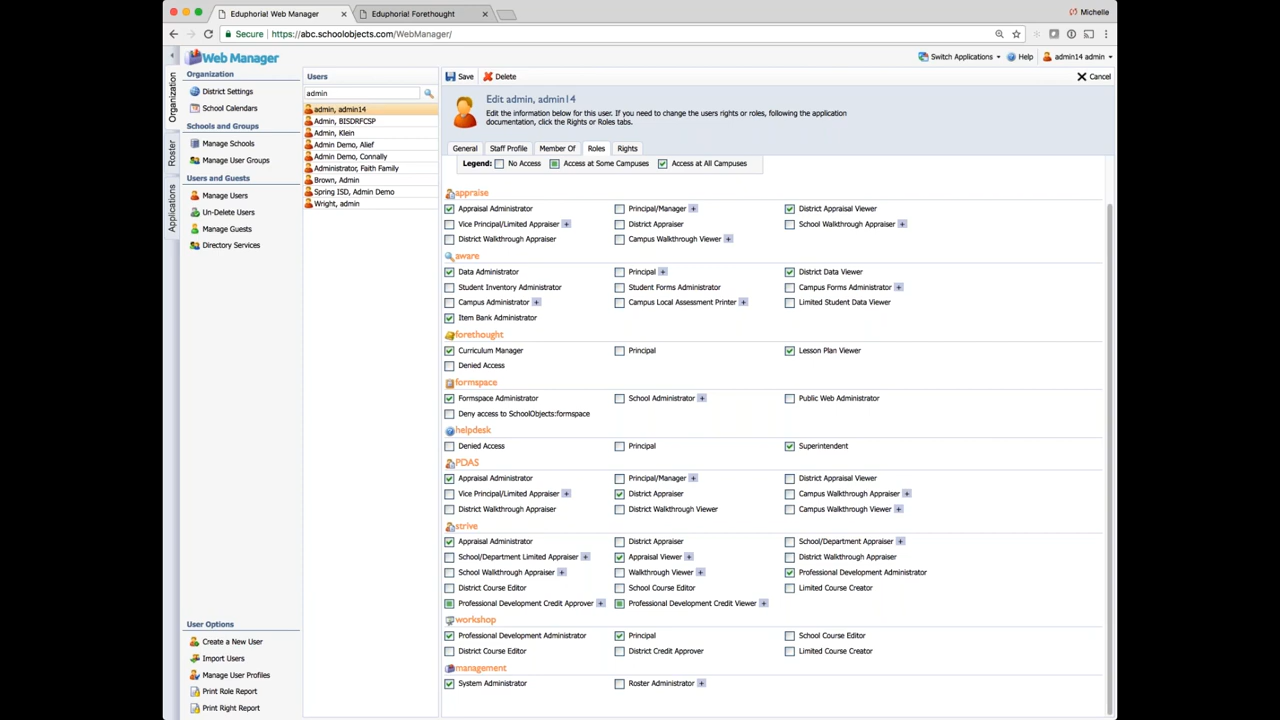 Eduphoria! Web Manager
Eduphoria! Forethought
Michelle
Secure https://abc.schoolobjects.com/WebManager/
Web Manager
Switch Applications
Help
admin14 admin
Organization
Roster
Applications
Organization
District Settings
School Calendars
Schools and Groups
Manage Schools
Manage User Groups
Users and Guests
Manage Users
Un-Delete Users
Manage Guests
Directory Services
User Options
Create a New User
Import Users
Manage User Profiles
Print Role Report
Print Right Report
Users
admin
admin, admin14
Admin, BISDRFCSP
Admin, Klein
Admin Demo, Alief
Admin Demo, Connally
Administrator, Faith Family
Brown, Admin
Spring ISD, Admin Demo
Wright, admin
Save Delete Cancel
Edit admin, admin14
Edit the information below for this user. If you need to change the users rights or roles, following the application
documentation, click the Rights or Roles tabs.
General Staff Profile Member Of Roles Rights
Legend: No Access Access at Some Campuses Access at All Campuses
appraise
Appraisal Administrator Principal/Manager + District Appraisal Viewer
Vice Principal/Limited Appraiser + District Appraiser School Walkthrough Appraiser +
District Walkthrough Appraiser Campus Walkthrough Viewer +
aware
Data Administrator Principal + District Data Viewer
Student Inventory Administrator Student Forms Administrator Campus Forms Administrator +
Campus Administrator + Campus Local Assessment Printer + Limited Student Data Viewer
Item Bank Administrator
forethought
Curriculum Manager Principal Lesson Plan Viewer
Denied Access
formspace
Formspace Administrator School Administrator + Public Web Administrator
Deny access to SchoolObjects:formspace
helpdesk
Denied Access Principal Superintendent
PDAS
Appraisal Administrator Principal/Manager + District Appraisal Viewer
Vice Principal/Limited Appraiser + District Appraiser Campus Walkthrough Appraiser +
District Walkthrough Appraiser District Walkthrough Viewer Campus Walkthrough Viewer +
strive
Appraisal Administrator District Appraiser School/Department Appraiser +
School/Department Limited Appraiser + Appraisal Viewer + District Walkthrough Appraiser
School Walkthrough Appraiser + Walkthrough Viewer + Professional Development Administrator
District Course Editor School Course Editor Limited Course Creator
Professional Development Credit Approver + Professional Development Credit Viewer +
workshop
Professional Development Administrator Principal School Course Editor
District Course Editor District Credit Approver Limited Course Creator
management
System Administrator Roster Administrator +